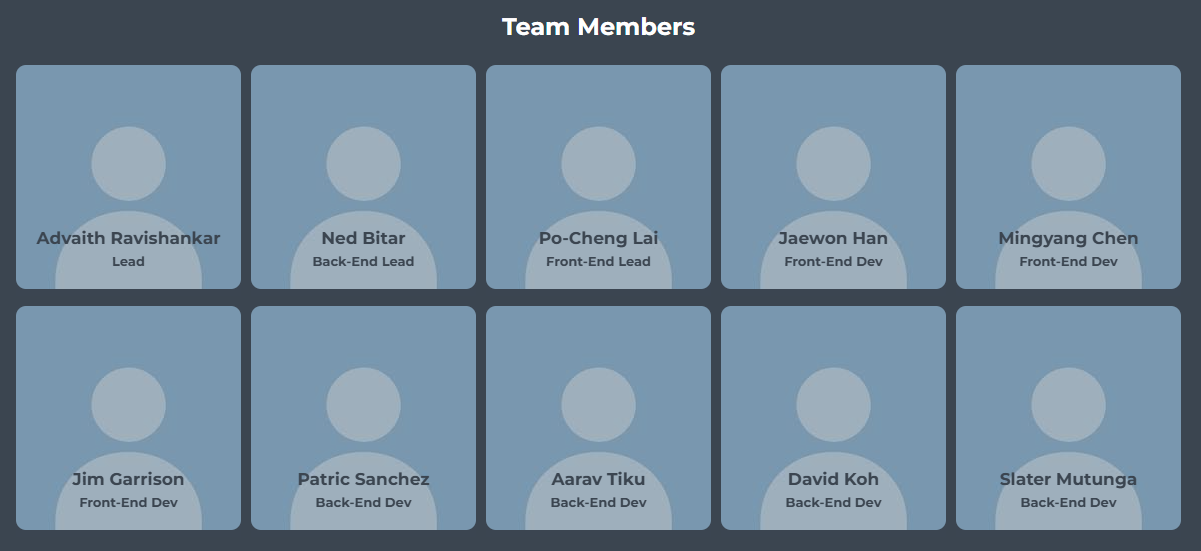 Team Members
Advaith Ravishankar
Lead
Ned Bitar
Back-End Lead
Po-Cheng Lai
Front-End Lead
Jaewon Han
Front-End Dev
Mingyang Chen
Front-End Dev
Jim Garrison
Front-End Dev
Patric Sanchez
Back-End Dev
Aarav Tiku
Back-End Dev
David Koh
Back-End Dev
Slater Mutunga
Back-End Dev